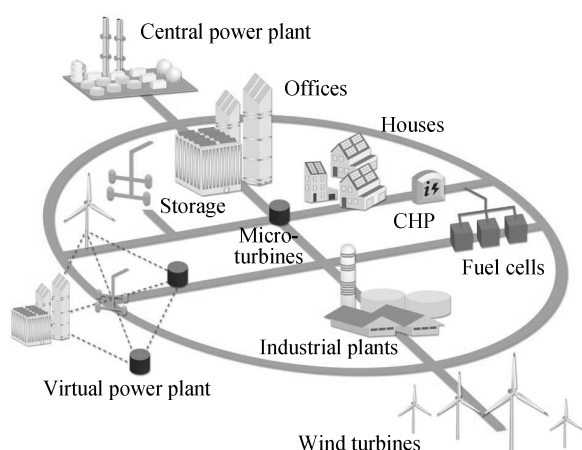 Central power plant
Offices
Houses
Storage
Micro-
turbines
CHP
Fuel cells
Industrial plants
Virtual power plant
Wind turbines